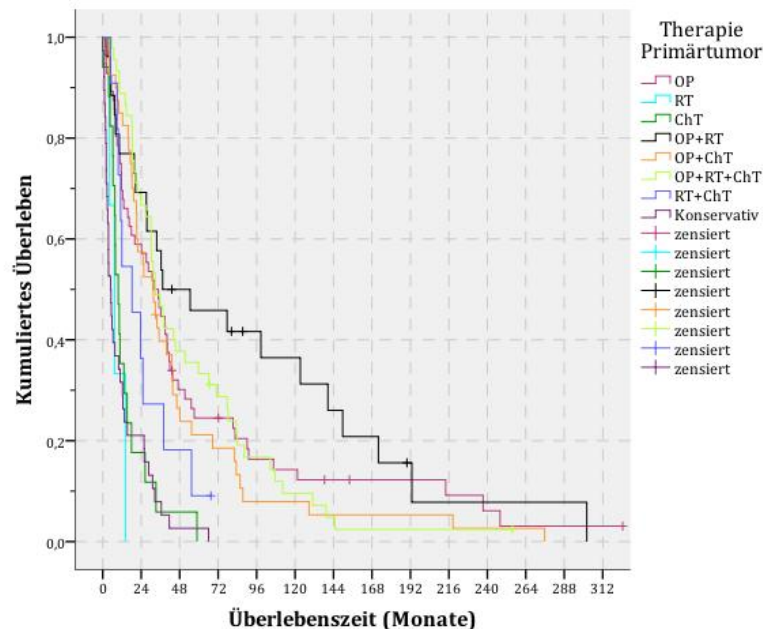 Therapie
Primärtumor
OP
RT
ChT
OP+RT
OP+ChT
OP+RT+ChT
RT+ChT
Konservativ
zensiert
zensiert
zensiert
zensiert
zensiert
zensiert
zensiert
zensiert
Kumuliertes Überleben
1,0
0,8
0,6
0,4
0,2
0,0
0 24 48 72 96 120 144 168 192 216 240 264 288 312
Überlebenszeit (Monate)